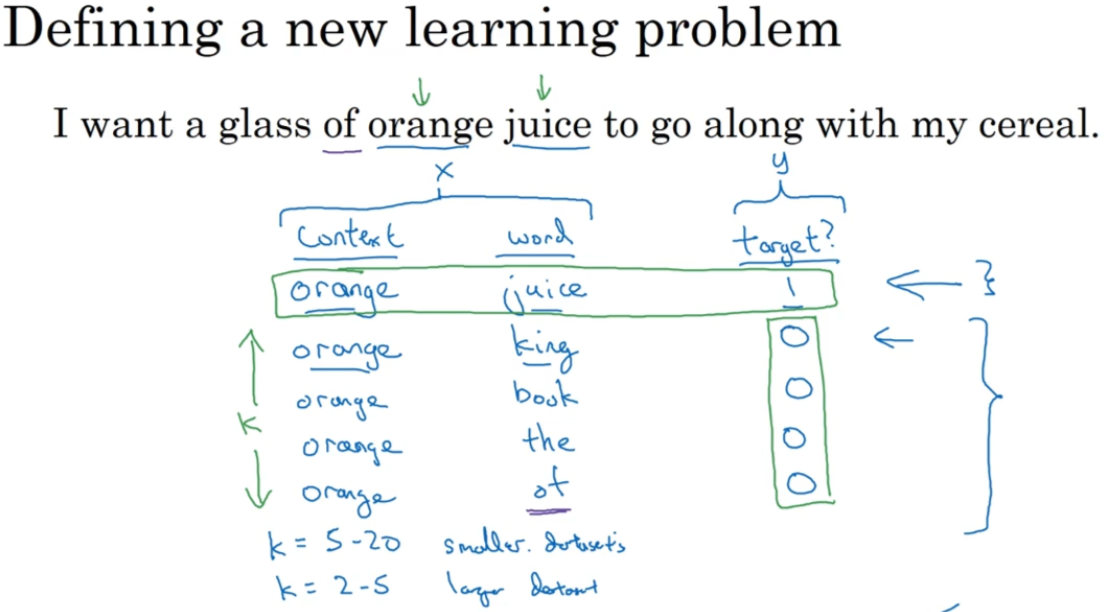 Defining a new learning problem
I want a glass of orange juice to go along with my cereal.
x y
Context word target?
orange juice 1
orange king 0
orange book 0
k
orange the 0
orange of 0
k = 5-20 smaller datasets
k = 2-5 larger dataset